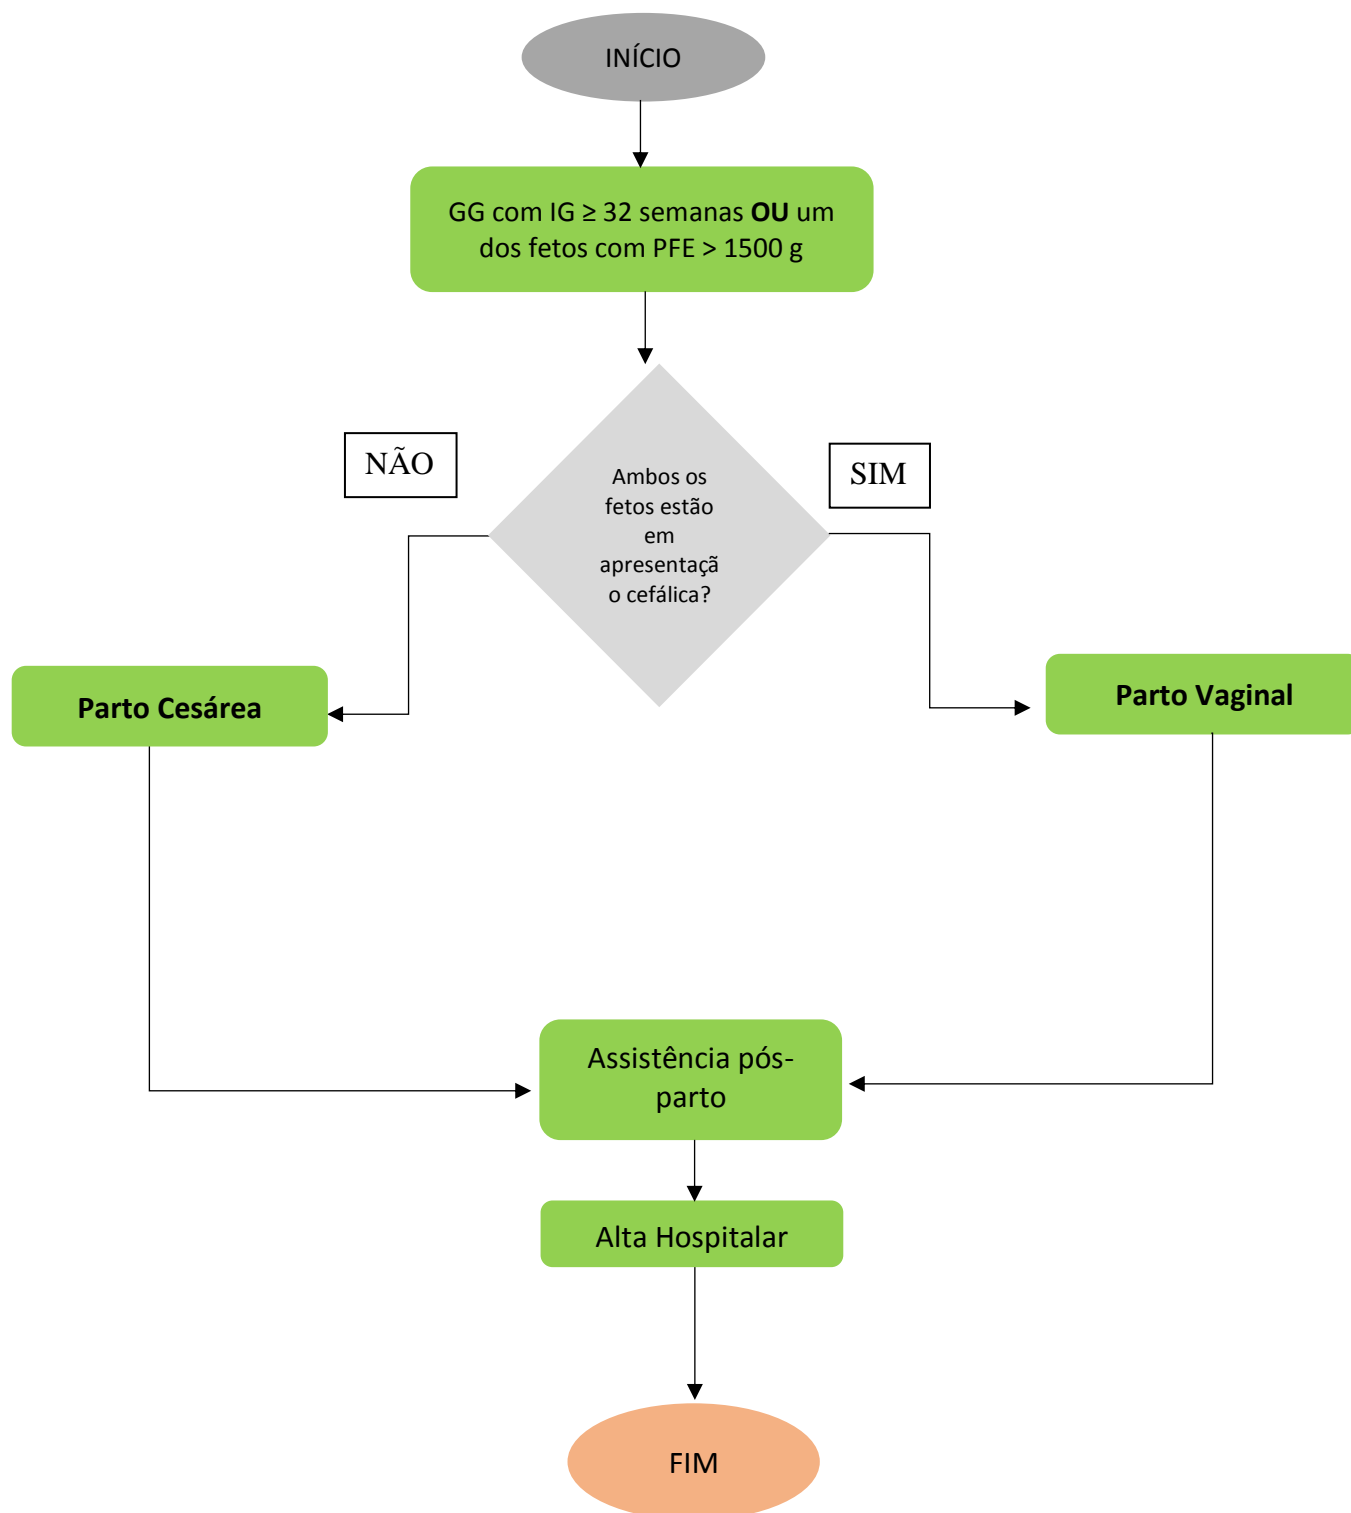 INÍCIO
GG com IG ≥ 32 semanas OU um
dos fetos com PFE > 1500 g
NÃO
SIM
Ambos os
fetos estão
em
apresentaçã
o cefálica?
Parto Cesárea
Parto Vaginal
Assistência pós-
parto
Alta Hospitalar
FIM